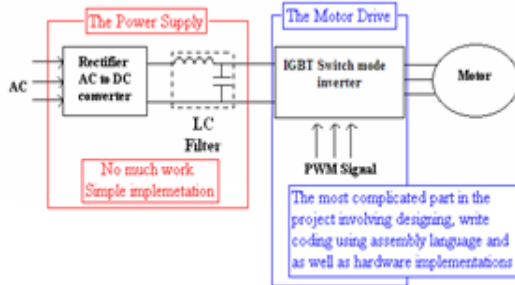 The Power Supply
The Motor Drive
AC
Rectifier
AC to DC
converter
LC
Filter
IGBT Switch mode
inverter
Motor
PWM Signal
No much work
Simple implemetation
The most complicated part in the
project involving designing, write
coding using assembly language and
as well as hardware implementations